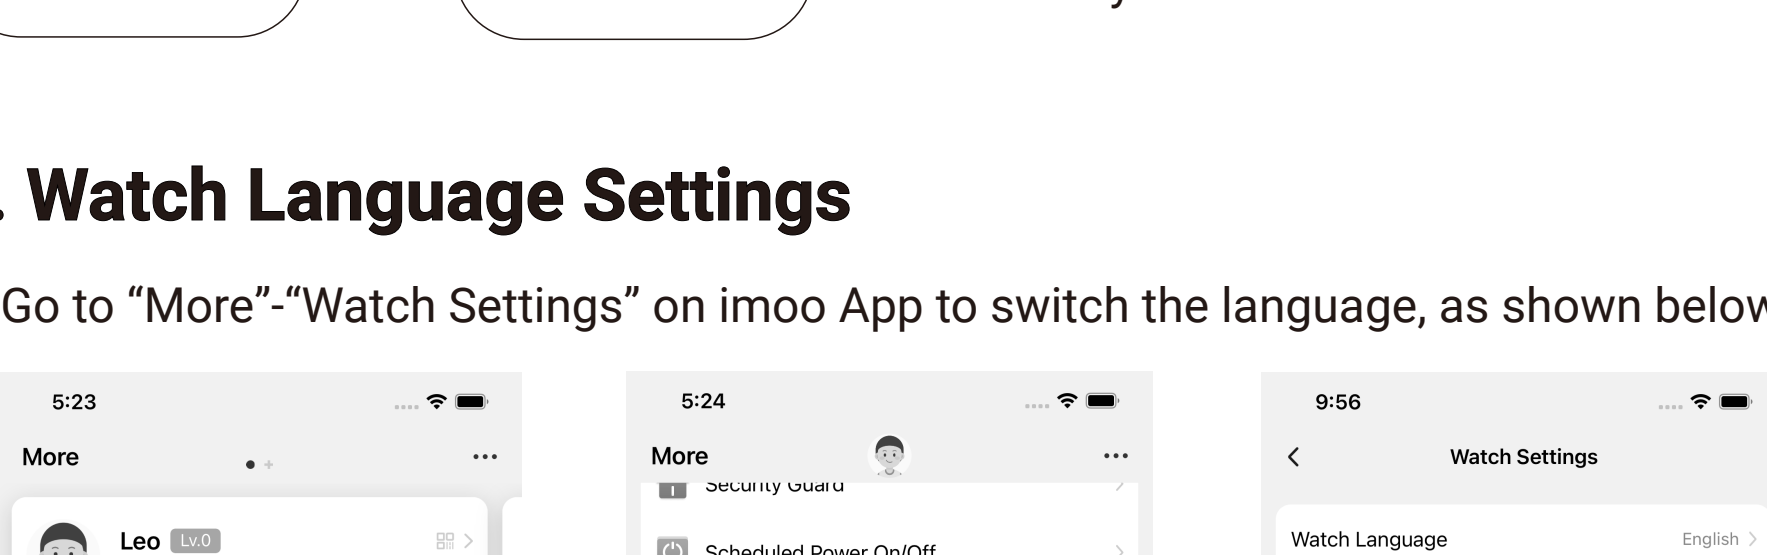 . Watch Language Settings
Go to “More”-“Watch Settings” on imoo App to switch the language, as shown below
5:23
More
Leo Lv.0
5:24
More
Security Guard
Scheduled Power On/Off
9:56
Watch Settings
Watch Language English